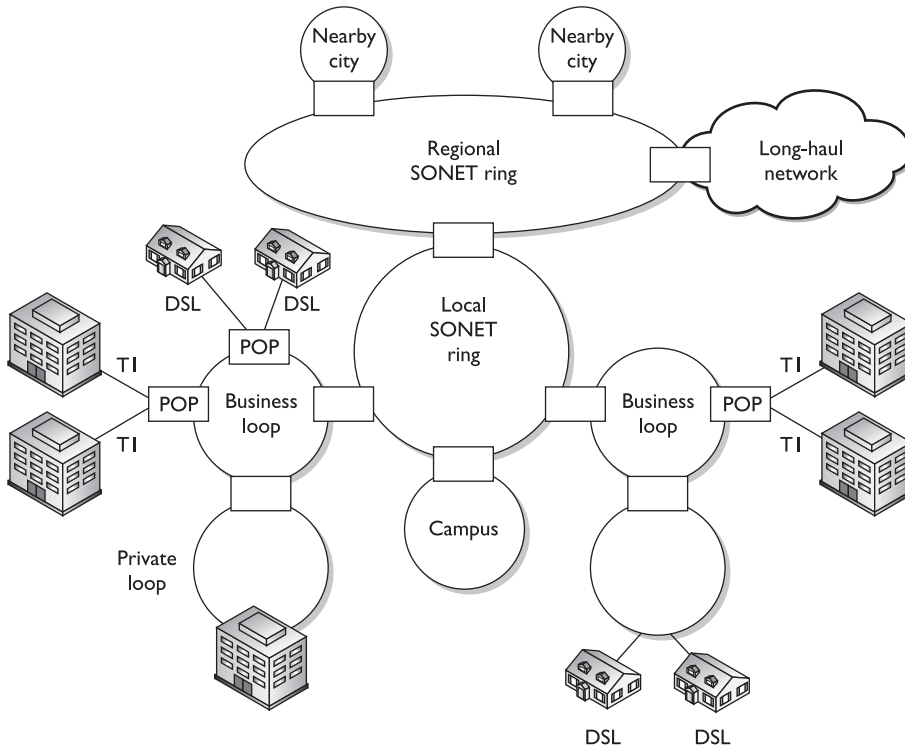 Nearby
city
Nearby
city
Regional
SONET ring
Long-haul
network
DSL
DSL
Local
SONET
ring
POP
T1
POP
T1
Business
loop
Business
loop
POP
T1
T1
Campus
Private
loop
DSL
DSL